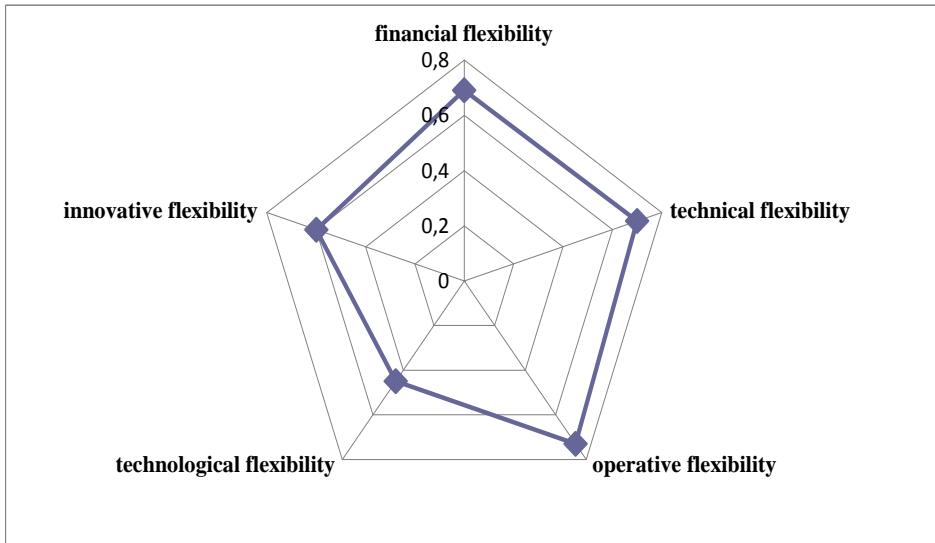 financial flexibility
0,8
0,6
0,4
innovative flexibility
technical flexibility
0,2
0
technological flexibility
operative flexibility